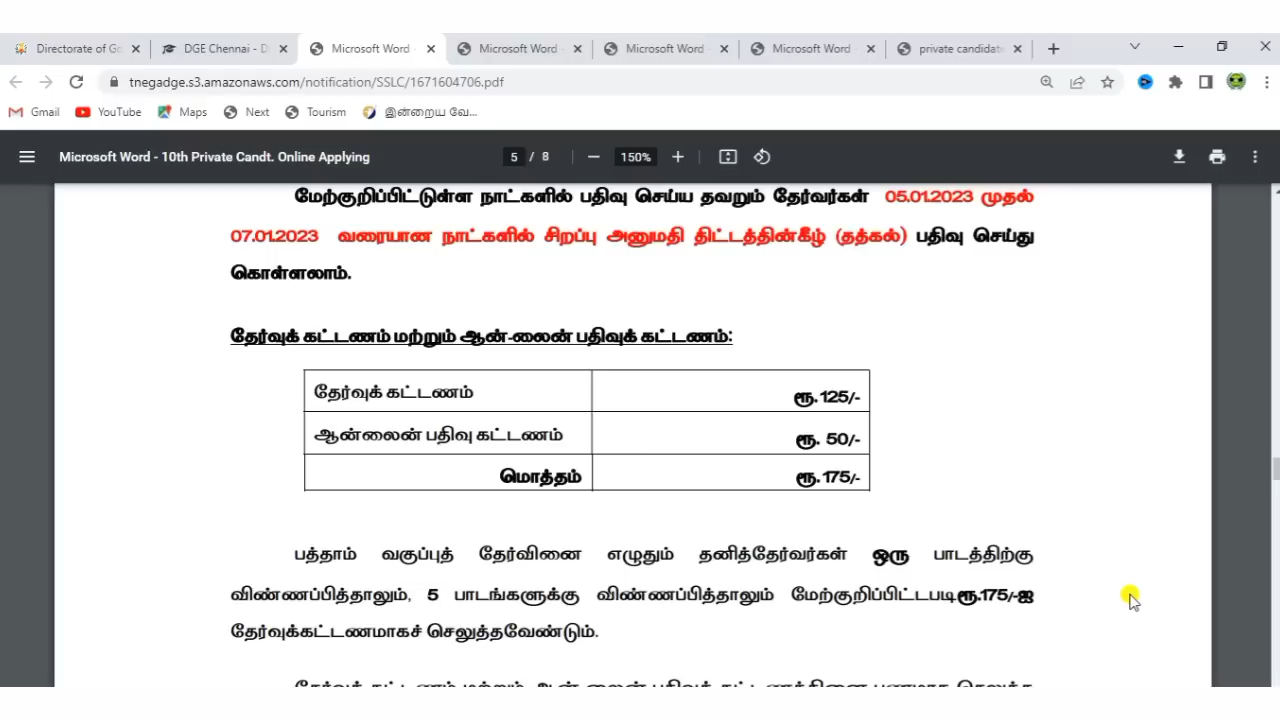 Directorate of Go
DGE Chennai - D
Microsoft Word -
Microsoft Word -
Microsoft Word -
Microsoft Word -
private candidate
tnegadge.s3.amazonaws.com/notification/SSLC/1671604706.pdf
Gmail
YouTube
Maps
Next
Tourism
இன்றைய வே...
Microsoft Word - 10th Private Candt. Online Applying
5 / 8
150%
மேற்குறிப்பிட்டுள்ள நாட்களில் பதிவு செய்ய தவறும் தேர்வர்கள் 05.01.2023 முதல்
07.01.2023 வரையான நாட்களில் சிறப்பு அனுமதி திட்டத்தின்கீழ் (தத்கல்) பதிவு செய்து
கொள்ளலாம்.
தேர்வுக் கட்டணம் மற்றும் ஆன்-லைன் பதிவுக் கட்டணம்:
தேர்வுக் கட்டணம் ரூ.125/-
ஆன்லைன் பதிவு கட்டணம் ரூ. 50/-
மொத்தம் ரூ.175/-
பத்தாம் வகுப்புத் தேர்வினை எழுதும் தனித்தேர்வர்கள் ஒரு பாடத்திற்கு
விண்ணப்பித்தாலும், 5 பாடங்களுக்கு விண்ணப்பித்தாலும் மேற்குறிப்பிட்டபடிரூ.175/-ஐ
தேர்வுக்கட்டணமாகச் செலுத்தவேண்டும்.